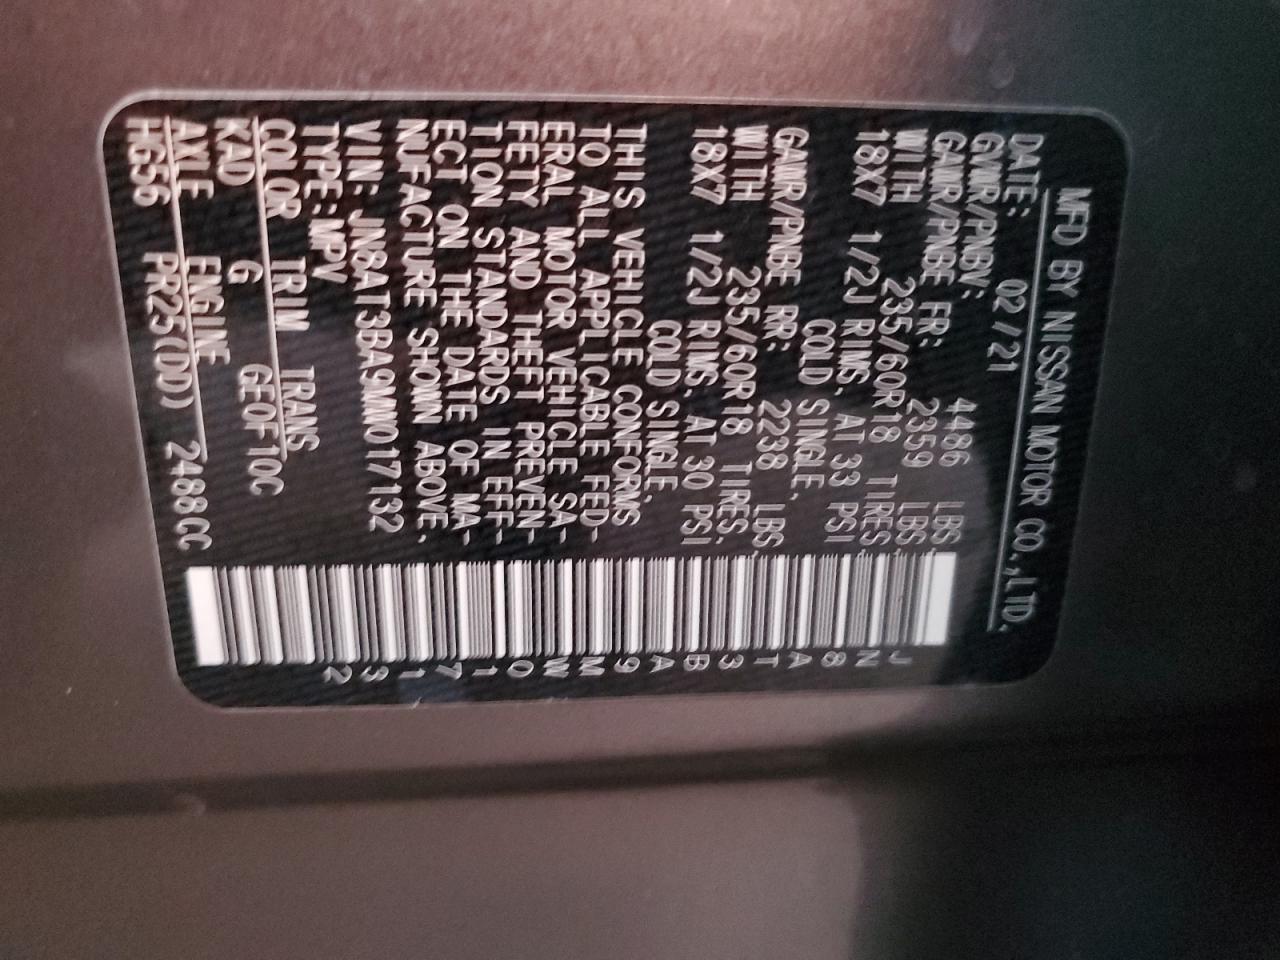 MFD BY NISSAN MOTOR CO., LTD.
DATE: 02/21
GVWR/PNBV: 4486 LBS
GAWR/PNBE FR: 2359 LBS
WITH 235/60R18 TIRES
18X7 1/2J RIMS, AT 33 PSI
COLD SINGLE.
GAWR/PNBE RR: 2238 LBS
WITH 235/60R18 TIRES,
18X7 1/2J RIMS, AT 30 PSI
COLD SINGLE.
THIS VEHICLE CONFORMS
TO ALL APPLICABLE FED-
ERAL MOTOR VEHICLE SA-
FETY AND THEFT PREVEN-
TION STANDARDS IN EFF-
ECT ON THE DATE OF MA-
NUFACTURE SHOWN ABOVE.
VIN: JN8AT3BA9MW017132
TYPE: MPV
COLOR TRIM TRANS
KAD G GF0F10C
AXLE ENGINE
H656 PR25(DD) 2488CC
JN8AT3BA9MW017132